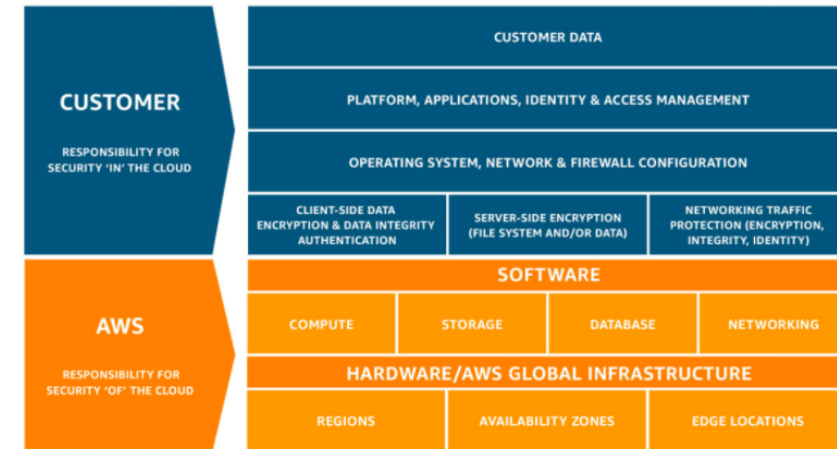 CUSTOMER
RESPONSIBILITY FOR
SECURITY ‘IN’ THE CLOUD
CUSTOMER DATA
PLATFORM, APPLICATIONS, IDENTITY & ACCESS MANAGEMENT
OPERATING SYSTEM, NETWORK & FIREWALL CONFIGURATION
CLIENT-SIDE DATA
ENCRYPTION & DATA INTEGRITY
AUTHENTICATION
SERVER-SIDE ENCRYPTION
(FILE SYSTEM AND/OR DATA)
NETWORKING TRAFFIC
PROTECTION (ENCRYPTION,
INTEGRITY, IDENTITY)
AWS
RESPONSIBILITY FOR
SECURITY ‘OF’ THE CLOUD
SOFTWARE
COMPUTE
STORAGE
DATABASE
NETWORKING
HARDWARE/AWS GLOBAL INFRASTRUCTURE
REGIONS
AVAILABILITY ZONES
EDGE LOCATIONS